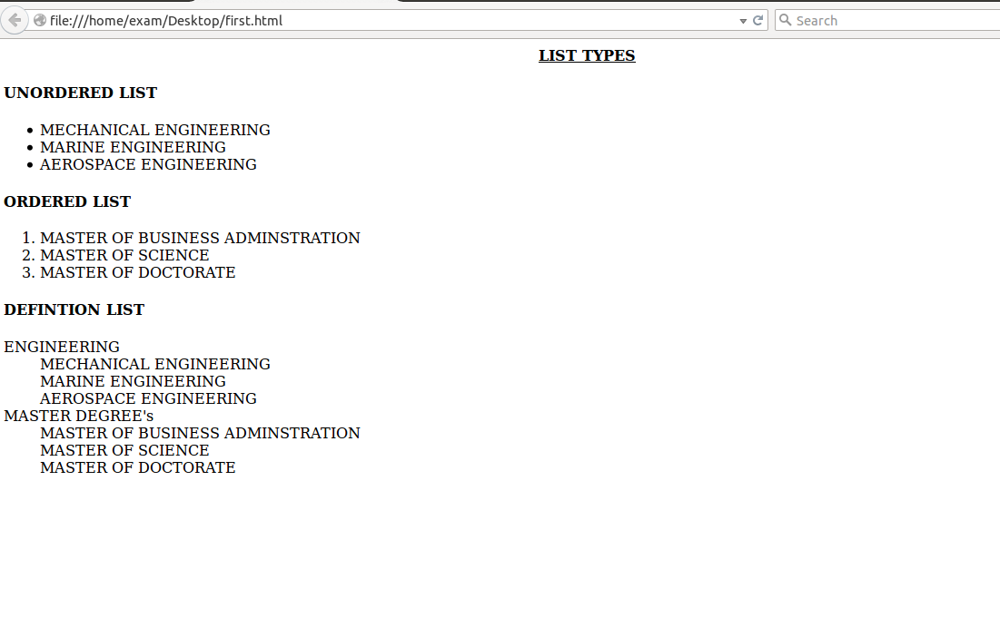 file:///home/exam/Desktop/first.html
Search
LIST TYPES
UNORDERED LIST
• MECHANICAL ENGINEERING
• MARINE ENGINEERING
• AEROSPACE ENGINEERING
ORDERED LIST
1. MASTER OF BUSINESS ADMINSTRATION
2. MASTER OF SCIENCE
3. MASTER OF DOCTORATE
DEFINTION LIST
ENGINEERING
MECHANICAL ENGINEERING
MARINE ENGINEERING
AEROSPACE ENGINEERING
MASTER DEGREE's
MASTER OF BUSINESS ADMINSTRATION
MASTER OF SCIENCE
MASTER OF DOCTORATE